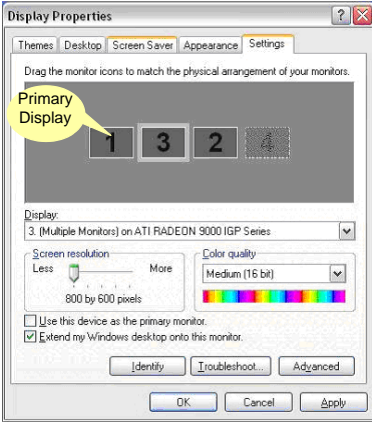 Display Properties
Themes Desktop Screen Saver Appearance Settings
Drag the monitor icons to match the physical arrangement of your monitors.
Primary
Display
1 3 2 4
Display:
3. (Multiple Monitors) on ATI RADEON 9000 IGP Series
Screen resolution
Less More
800 by 600 pixels
Color quality
Medium (16 bit)
Use this device as the primary monitor.
Extend my Windows desktop onto this monitor.
Identify Troubleshoot... Advanced
OK Cancel Apply